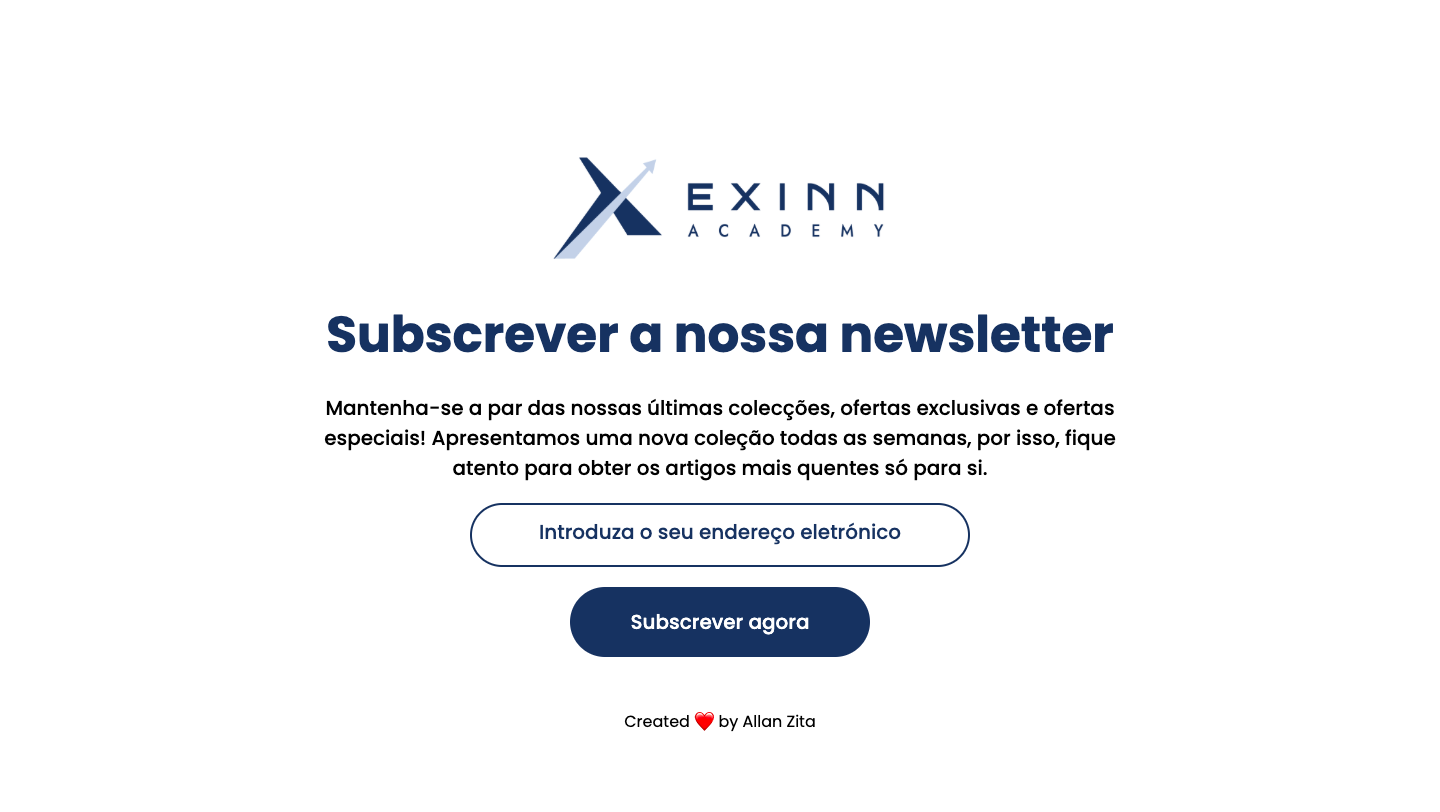 EXINN
ACADEMY
Subscrever a nossa newsletter
Mantenha-se a par das nossas últimas colecções, ofertas exclusivas e ofertas
especiais! Apresentamos uma nova coleção todas as semanas, por isso, fique
atento para obter os artigos mais quentes só para si.
Introduza o seu endereço eletrónico
Subscrever agora
Created ❤️ by Allan Zita